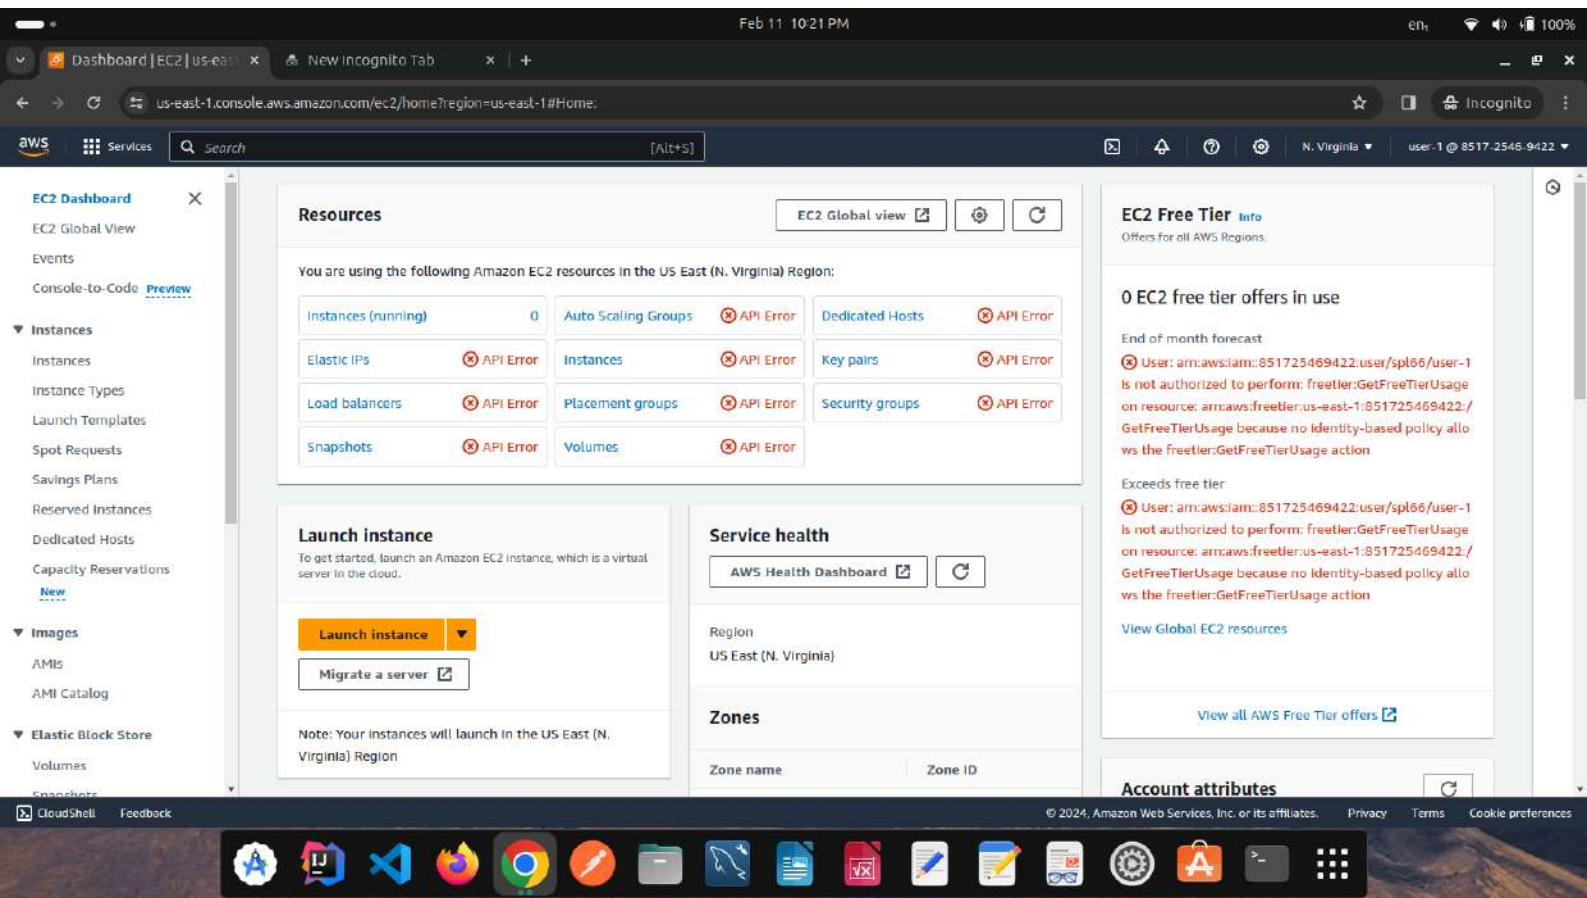 Feb 11 10:21 PM
en₁
100%
Dashboard | EC2 | us-eas
New Incognito Tab
us-east-1.console.aws.amazon.com/ec2/home?region=us-east-1#Home:
Incognito
aws
Services
Search
[Alt+S]
N. Virginia
user-1 @ 8517-2546-9422
EC2 Dashboard
EC2 Global View
Events
Console-to-Code Preview
Instances
Instances
Instance Types
Launch Templates
Spot Requests
Savings Plans
Reserved Instances
Dedicated Hosts
Capacity Reservations
New
Images
AMIs
AMI Catalog
Elastic Block Store
Volumes
Snapshots
Resources
EC2 Global view
You are using the following Amazon EC2 resources in the US East (N. Virginia) Region:
Instances (running) 0
Auto Scaling Groups API Error
Dedicated Hosts API Error
Elastic IPs API Error
Instances API Error
Key pairs API Error
Load balancers API Error
Placement groups API Error
Security groups API Error
Snapshots API Error
Volumes API Error
Launch instance
To get started, launch an Amazon EC2 instance, which is a virtual
server in the cloud.
Launch instance
Migrate a server
Note: Your instances will launch in the US East (N.
Virginia) Region
Service health
AWS Health Dashboard
Region
US East (N. Virginia)
Zones
Zone name
Zone ID
EC2 Free Tier Info
Offers for all AWS Regions.
0 EC2 free tier offers in use
End of month forecast
User: arn:aws:iam::851725469422:user/spl66/user-1
is not authorized to perform: freetier:GetFreeTierUsage
on resource: arn:aws:freetier:us-east-1:851725469422:/
GetFreeTierUsage because no identity-based policy allo
ws the freetier:GetFreeTierUsage action
Exceeds free tier
User: arn:aws:iam::851725469422:user/spl66/user-1
is not authorized to perform: freetier:GetFreeTierUsage
on resource: arn:aws:freetier:us-east-1:851725469422:/
GetFreeTierUsage because no identity-based policy allo
ws the freetier:GetFreeTierUsage action
View Global EC2 resources
View all AWS Free Tier offers
Account attributes
CloudShell
Feedback
© 2024, Amazon Web Services, Inc. or its affiliates.
Privacy
Terms
Cookie preferences